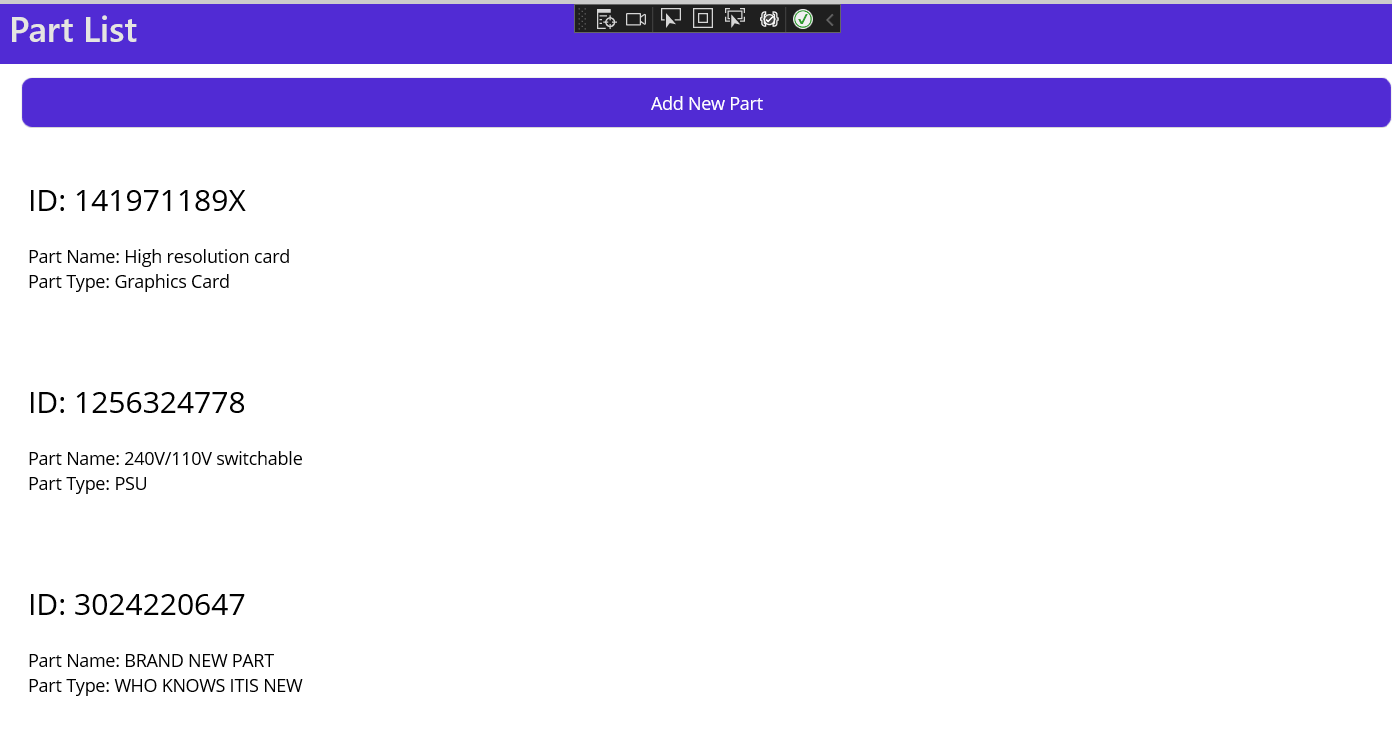 Part List
Add New Part
ID: 141971189X
Part Name: High resolution card
Part Type: Graphics Card
ID: 1256324778
Part Name: 240V/110V switchable
Part Type: PSU
ID: 3024220647
Part Name: BRAND NEW PART
Part Type: WHO KNOWS ITIS NEW